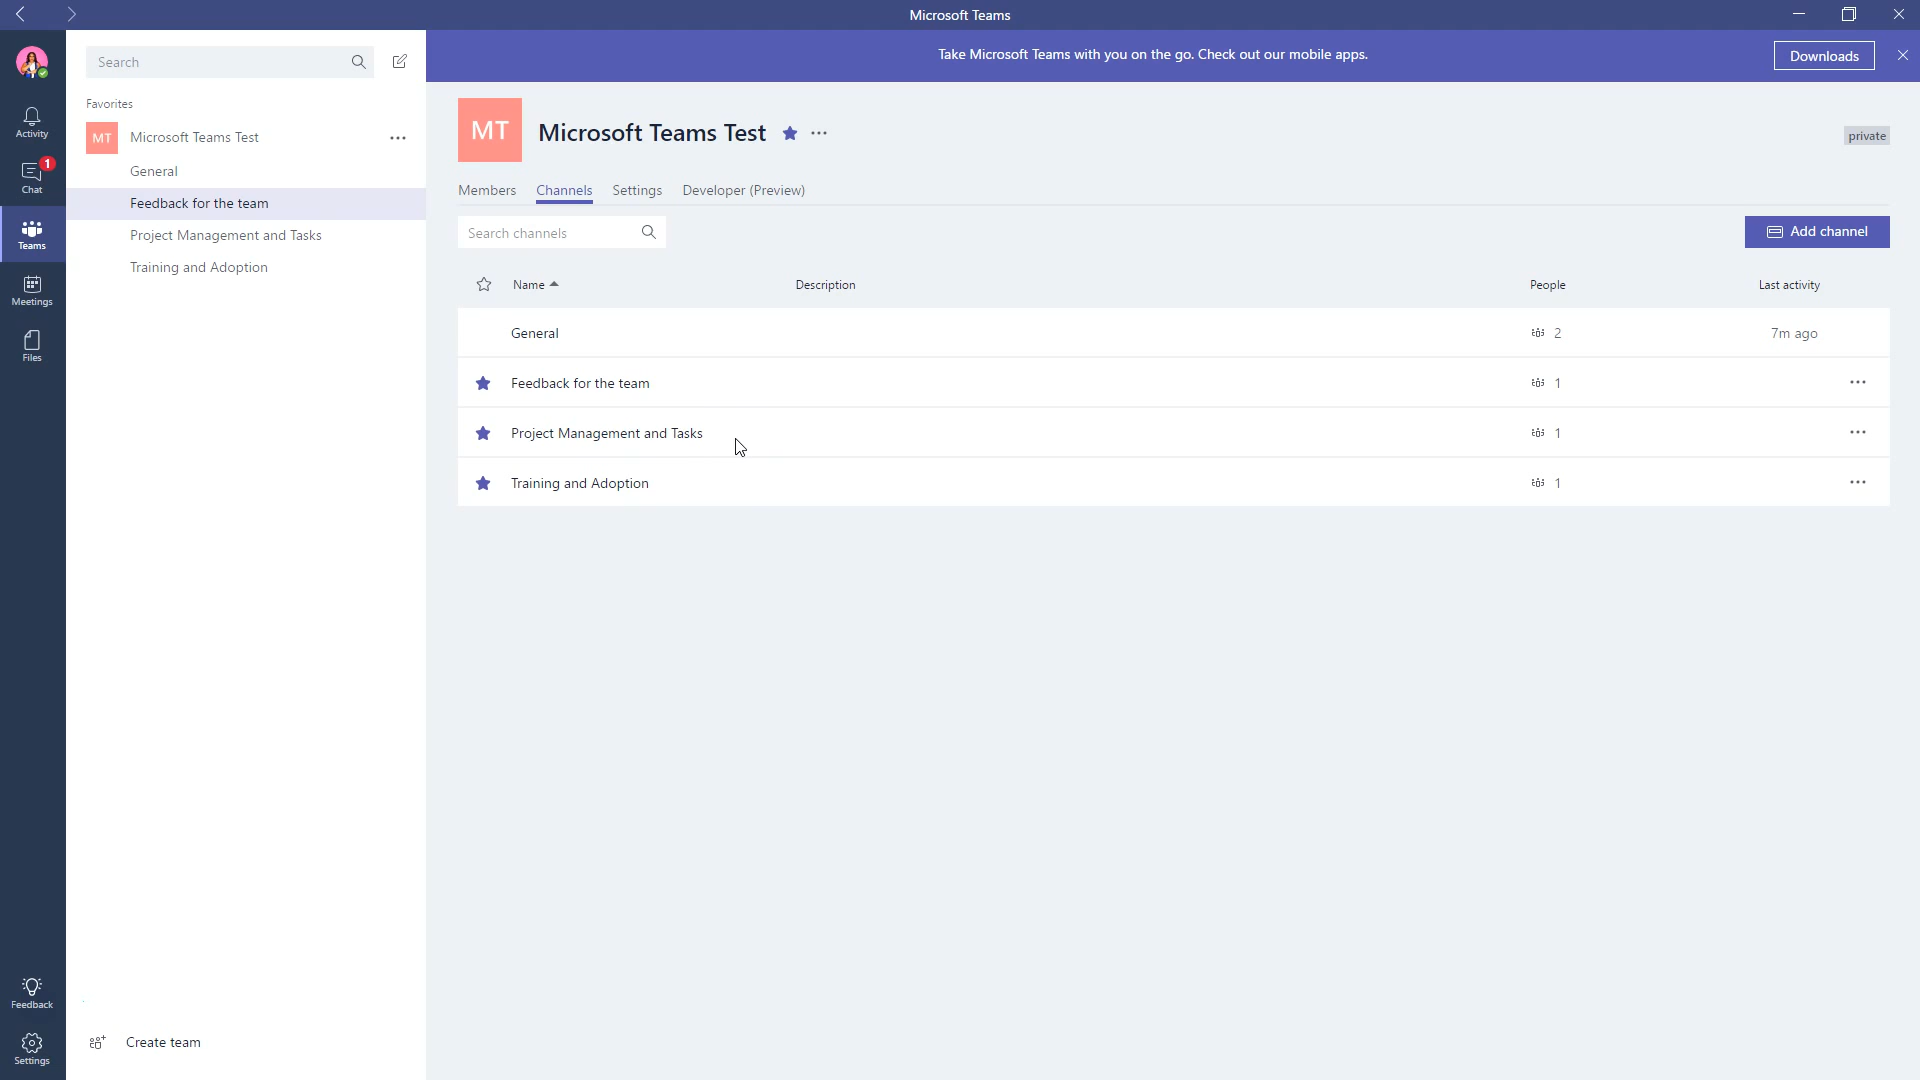 Microsoft Teams
Take Microsoft Teams with you on the go. Check out our mobile apps.
Downloads
Search
Favorites
MT Microsoft Teams Test
General
Feedback for the team
Project Management and Tasks
Training and Adoption
Activity
1
Chat
Teams
Meetings
Files
Feedback
Settings
Create team
MT Microsoft Teams Test
private
Members Channels Settings Developer (Preview)
Search channels
Add channel
Name Description People Last activity
General 2 7m ago
Feedback for the team 1
Project Management and Tasks 1
Training and Adoption 1